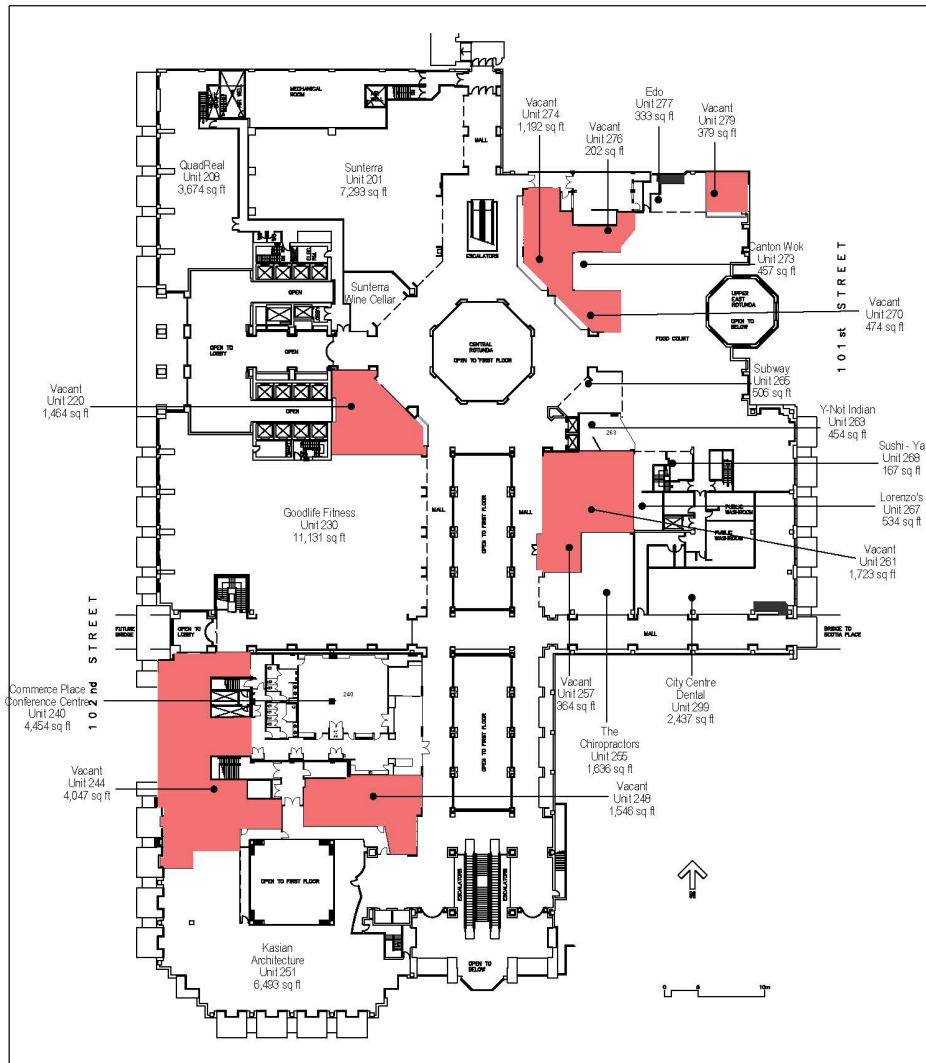 MECHANICAL
ROOM
QuadReal
Unit 208
3,674 sq ft
Sunterra
Unit 201
7,293 sq ft
MALL
ESCALATORS
Vacant
Unit 274
1,192 sq ft
Vacant
Unit 276
202 sq ft
Edo
Unit 277
333 sq ft
Vacant
Unit 279
379 sq ft
Canton Wok
Unit 273
457 sq ft
Vacant
Unit 270
474 sq ft
UPPER
EAST
ROTUNDA
OPEN TO
BELOW
101st STREET
FOOD COURT
OPEN
Sunterra
Wine Cellar
OPEN TO
LOBBY
OPEN
OPEN
CENTRAL
ROTUNDA
OPEN TO FIRST FLOOR
Vacant
Unit 220
1,464 sq ft
Subway
Unit 265
506 sq ft
Y-Not Indian
Unit 263
454 sq ft
263
Sushi - Ya
Unit 268
167 sq ft
Lorenzo's
Unit 267
534 sq ft
PUBLIC
WASHROOM
PUBLIC
WASHROOM
Vacant
Unit 261
1,723 sq ft
Goodlife Fitness
Unit 230
11,131 sq ft
MALL
OPEN TO FIRST FLOOR
MALL
102nd STREET
FUTURE
BRIDGE
OPEN TO
LOBBY
MALL
BRIDGE TO
SCOTIA PLACE
Commerce Place
Conference Centre
Unit 240
4,454 sq ft
240
OPEN TO FIRST FLOOR
Vacant
Unit 257
364 sq ft
The
Chiropractors
Unit 255
1,636 sq ft
City Centre
Dental
Unit 299
2,437 sq ft
Vacant
Unit 244
4,047 sq ft
Vacant
Unit 248
1,546 sq ft
OPEN TO FIRST FLOOR
ESCALATORS
ESCALATORS
Kasian
Architecture
Unit 251
6,493 sq ft
OPEN TO
BELOW
0 5 10m